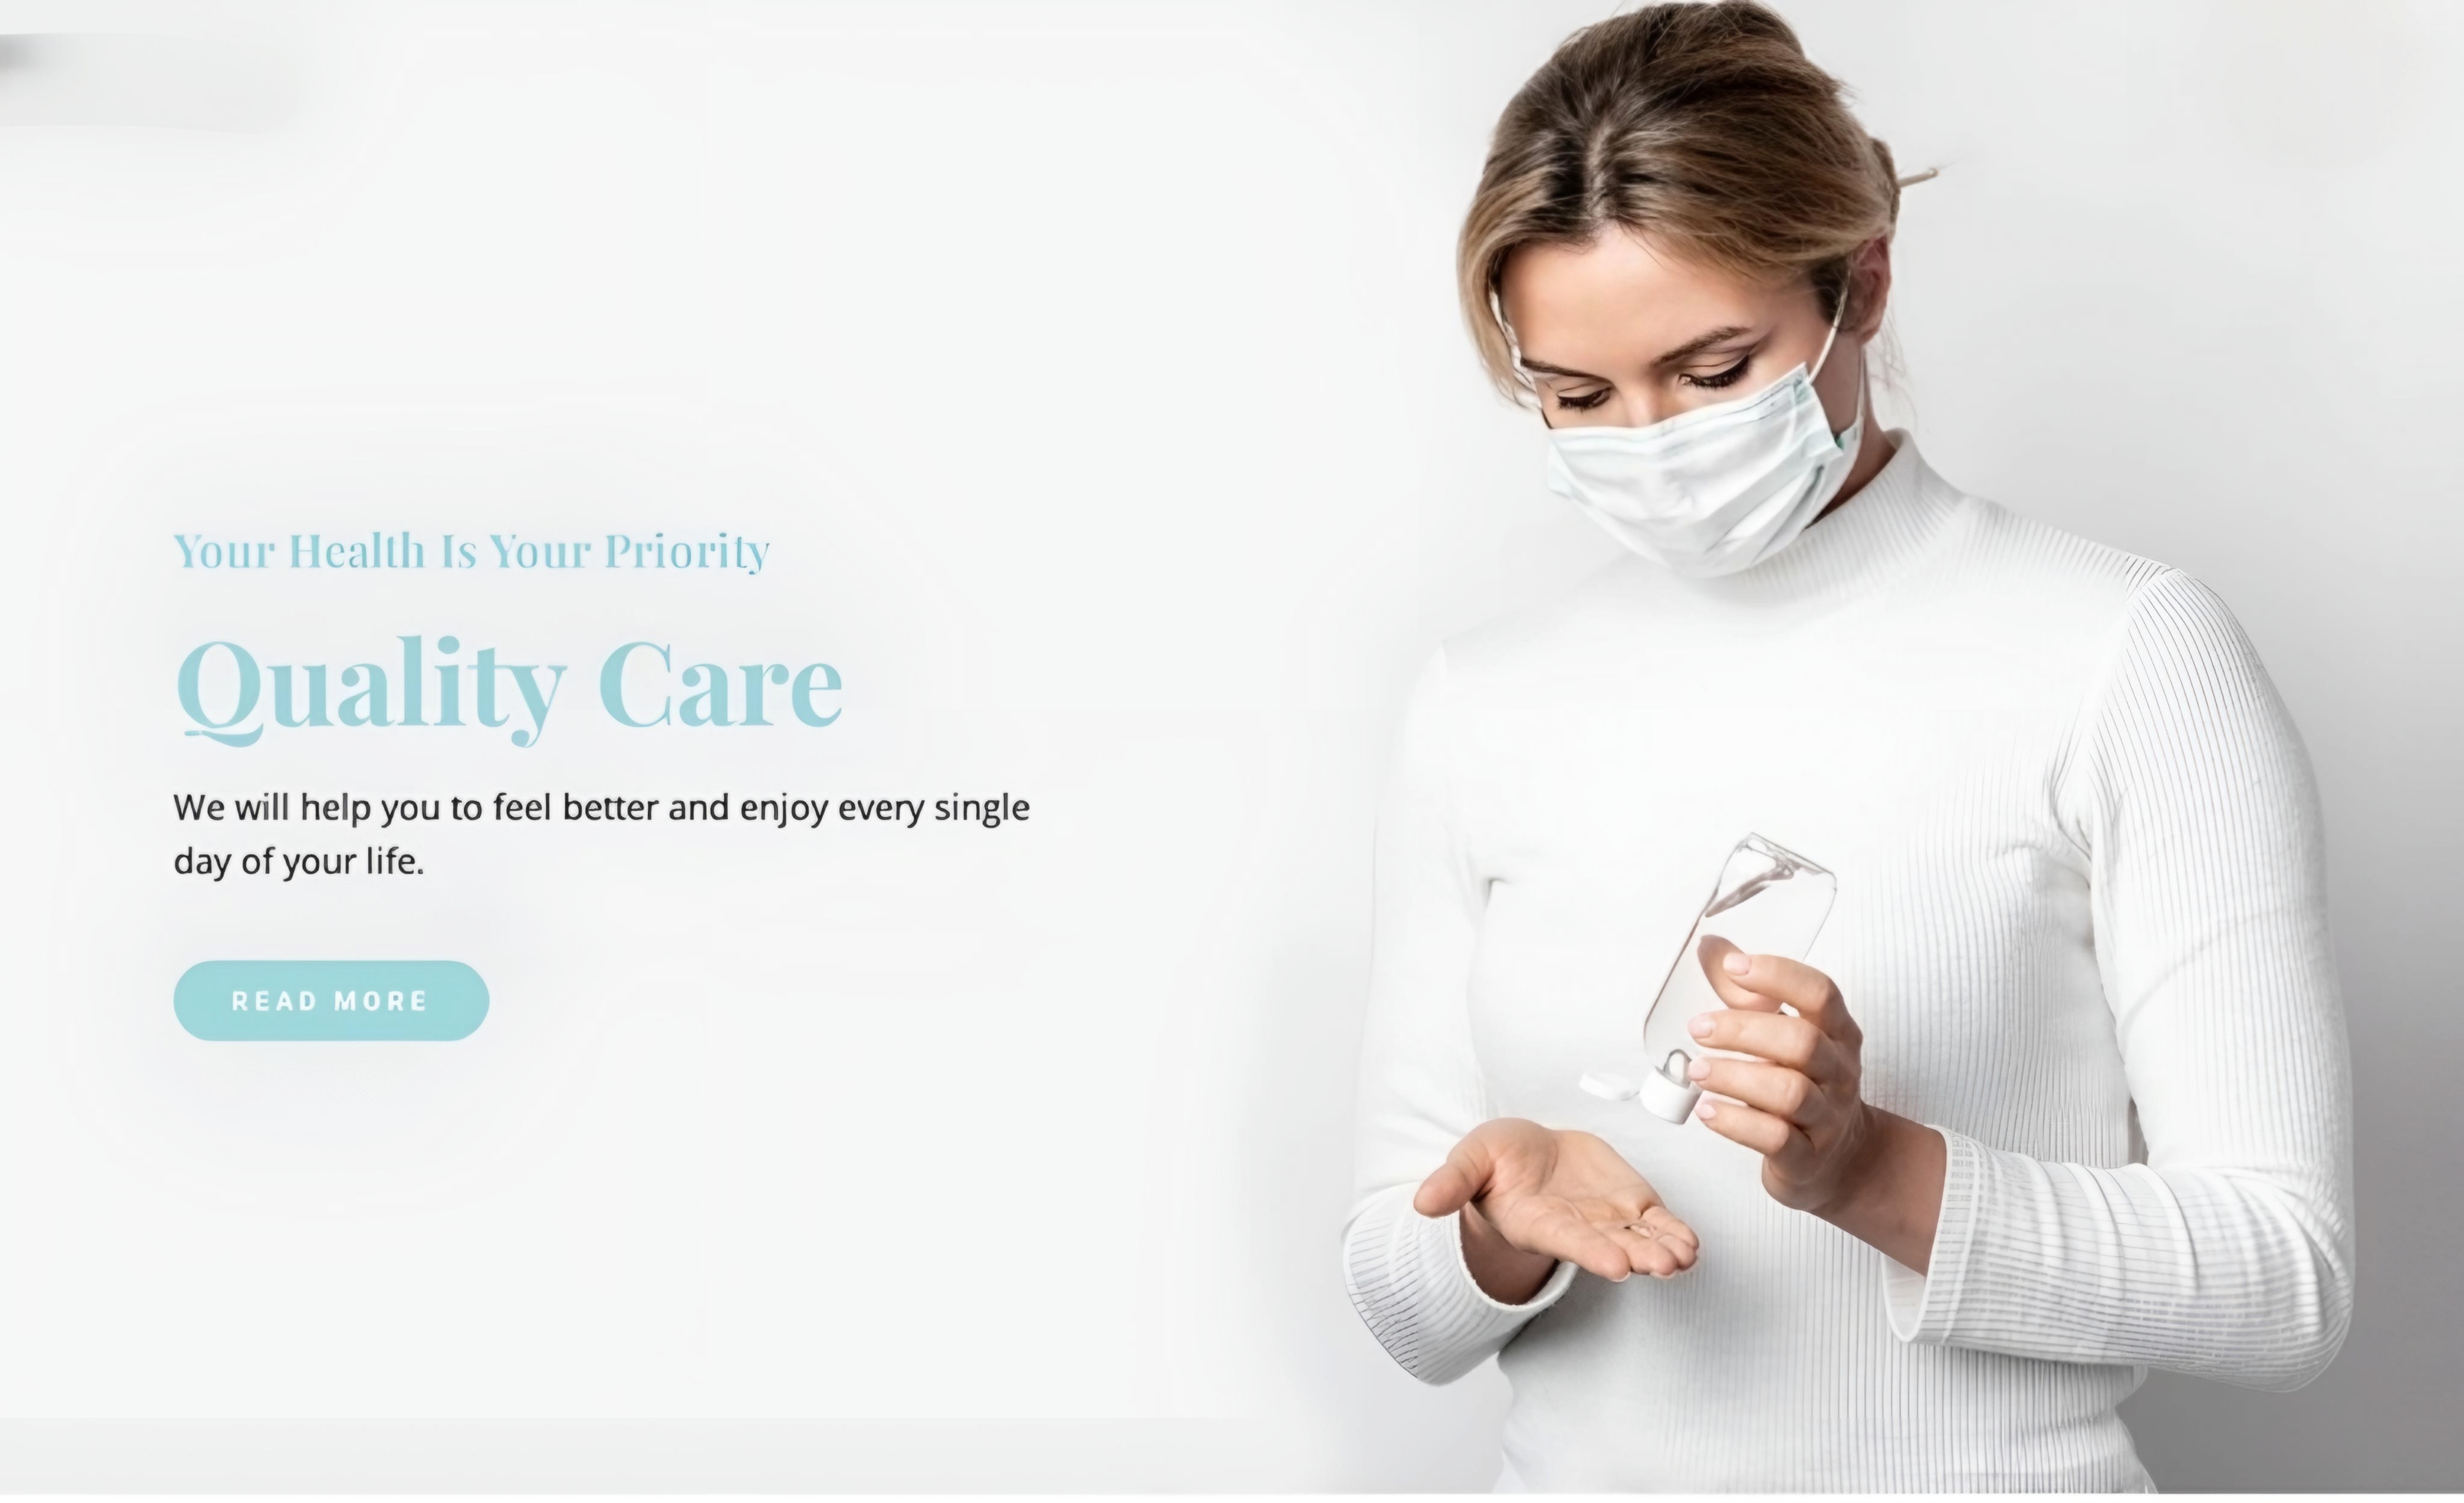 Your Health Is Your Priority
Quality Care
We will help you to feel better and enjoy every single
day of your life.
READ MORE